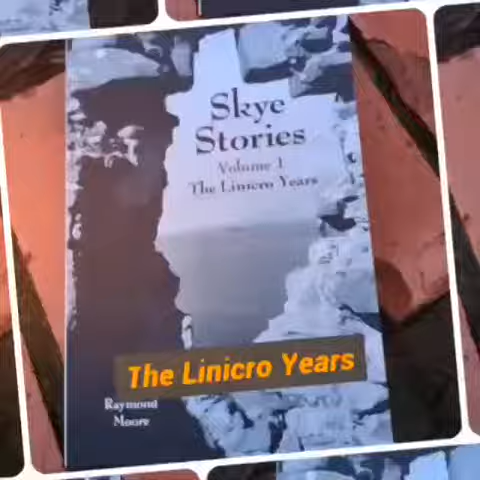 Skye
Stories
Volume 1
The Linicro Years
The Linicro Years
Raymond
Moore